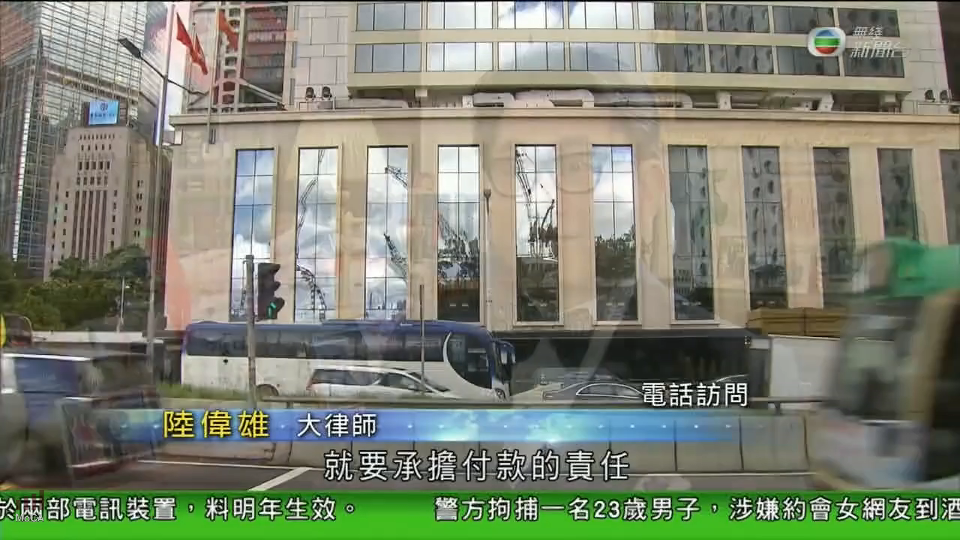 無綫
新聞台
電話訪問
陸偉雄 大律師
就要承擔付款的責任
於兩部電訊裝置,料明年生效。 警方拘捕一名23歲男子,涉嫌約會女網友到酒